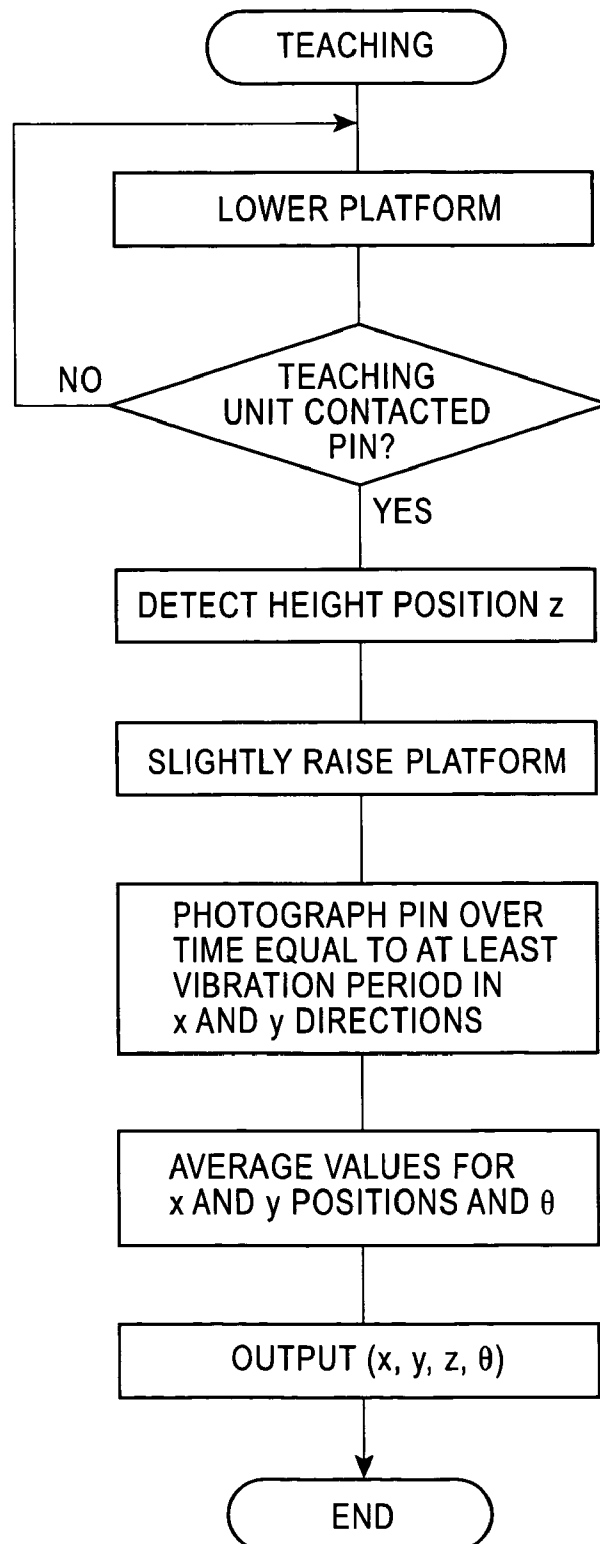 TEACHING
LOWER PLATFORM
TEACHING
UNIT CONTACTED
PIN?
NO
YES
DETECT HEIGHT POSITION z
SLIGHTLY RAISE PLATFORM
PHOTOGRAPH PIN OVER
TIME EQUAL TO AT LEAST
VIBRATION PERIOD IN
x AND y DIRECTIONS
AVERAGE VALUES FOR
x AND y POSITIONS AND θ
OUTPUT (x, y, z, θ)
END